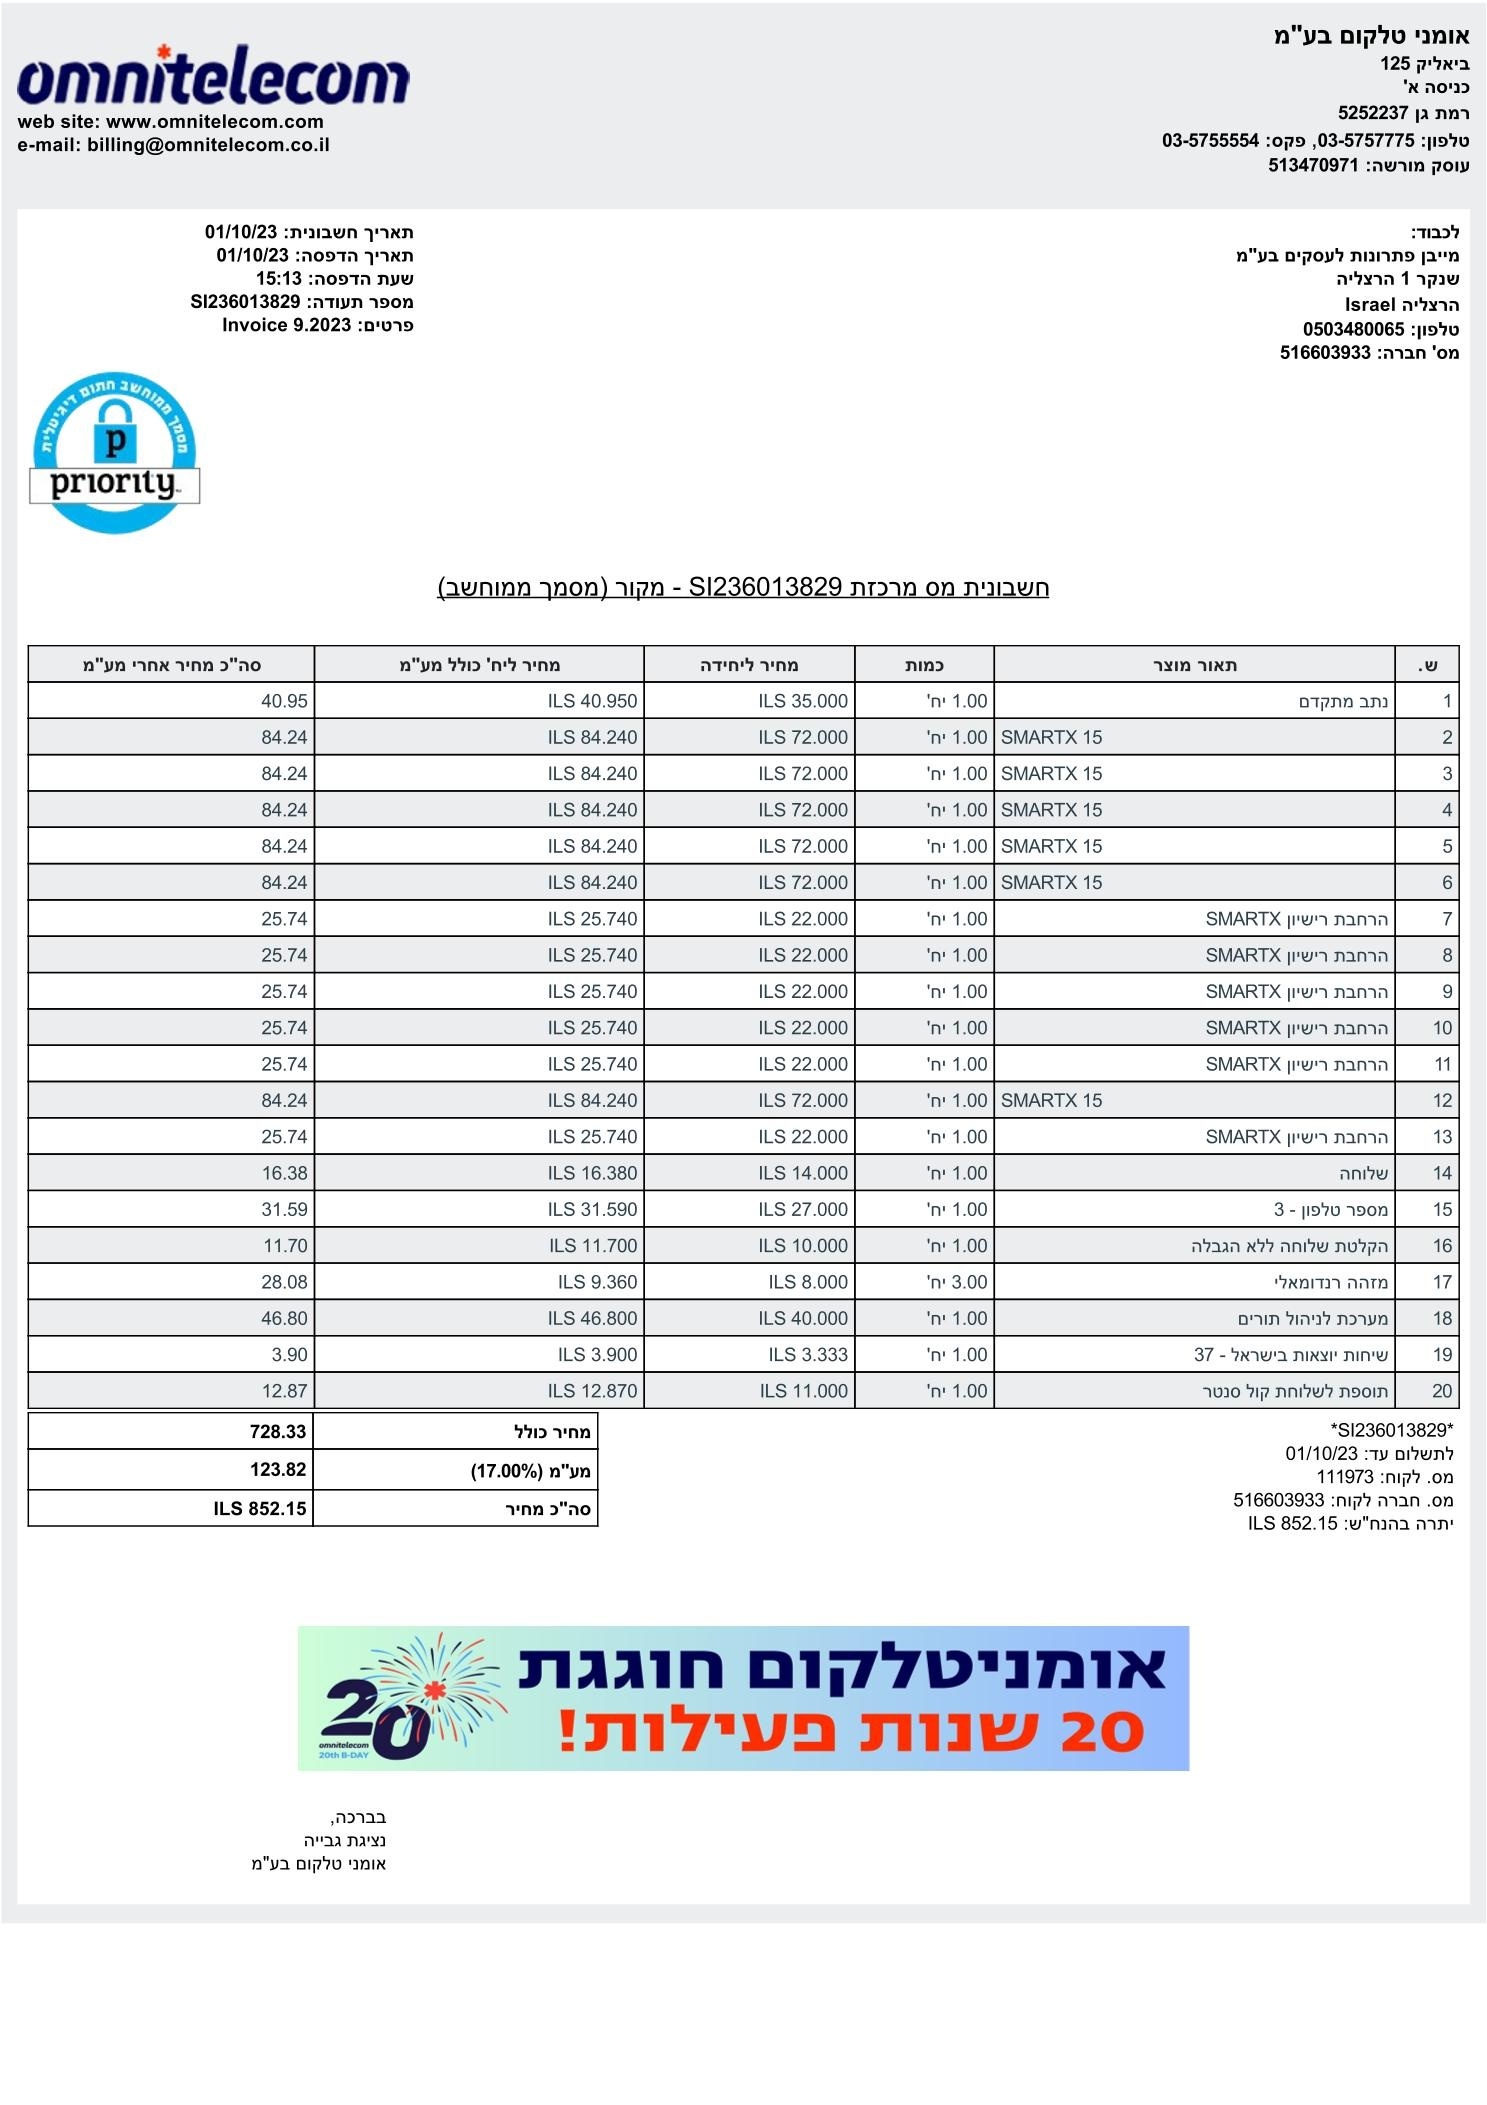 אומני טלקום בע"מ
ביאליק 125
כניסה א'
רמת גן 5252237
טלפון: 03-5757775, פקס: 03-5755554
עוסק מורשה: 513470971
omnitelecom
web site: www.omnitelecom.com
e-mail: billing@omnitelecom.co.il
לכבוד:
מייבן פתרונות לעסקים בע"מ
שנקר 1 הרצליה
הרצליה Israel
טלפון: 0503480065
מס' חברה: 516603933
תאריך חשבונית: 01/10/23
תאריך הדפסה: 01/10/23
שעת הדפסה: 15:13
מספר תעודה: SI236013829
פרטים: Invoice 9.2023
מסמך ממוחשב חתום דיגיטלית
p
priority
חשבונית מס מרכזת SI236013829 - מקור (מסמך ממוחשב)
ש. תאור מוצר כמות מחיר ליחידה מחיר ליח' כולל מע"מ סה"כ מחיר אחרי מע"מ
1 נתב מתקדם 1.00 יח' ILS 35.000 ILS 40.950 40.95
2 SMARTX 15 1.00 יח' ILS 72.000 ILS 84.240 84.24
3 SMARTX 15 1.00 יח' ILS 72.000 ILS 84.240 84.24
4 SMARTX 15 1.00 יח' ILS 72.000 ILS 84.240 84.24
5 SMARTX 15 1.00 יח' ILS 72.000 ILS 84.240 84.24
6 SMARTX 15 1.00 יח' ILS 72.000 ILS 84.240 84.24
7 הרחבת רישיון SMARTX 1.00 יח' ILS 22.000 ILS 25.740 25.74
8 הרחבת רישיון SMARTX 1.00 יח' ILS 22.000 ILS 25.740 25.74
9 הרחבת רישיון SMARTX 1.00 יח' ILS 22.000 ILS 25.740 25.74
10 הרחבת רישיון SMARTX 1.00 יח' ILS 22.000 ILS 25.740 25.74
11 הרחבת רישיון SMARTX 1.00 יח' ILS 22.000 ILS 25.740 25.74
12 SMARTX 15 1.00 יח' ILS 72.000 ILS 84.240 84.24
13 הרחבת רישיון SMARTX 1.00 יח' ILS 22.000 ILS 25.740 25.74
14 שלוחה 1.00 יח' ILS 14.000 ILS 16.380 16.38
15 מספר טלפון - 3 1.00 יח' ILS 27.000 ILS 31.590 31.59
16 הקלטת שלוחה ללא הגבלה 1.00 יח' ILS 10.000 ILS 11.700 11.70
17 מזהה רנדומאלי 3.00 יח' ILS 8.000 ILS 9.360 28.08
18 מערכת לניהול תורים 1.00 יח' ILS 40.000 ILS 46.800 46.80
19 שיחות יוצאות בישראל - 37 1.00 יח' ILS 3.333 ILS 3.900 3.90
20 תוספת לשלוחת קול סנטר 1.00 יח' ILS 11.000 ILS 12.870 12.87
מחיר כולל 728.33
מע"מ (17.00%) 123.82
סה"כ מחיר ILS 852.15
*SI236013829*
לתשלום עד: 01/10/23
מס. לקוח: 111973
מס. חברה לקוח: 516603933
יתרה בהנח"ש: ILS 852.15
אומניטלקום חוגגת
20 שנות פעילות!
20
omnitelecom
20th B-DAY
בברכה,
נציגת גבייה
אומני טלקום בע"מ